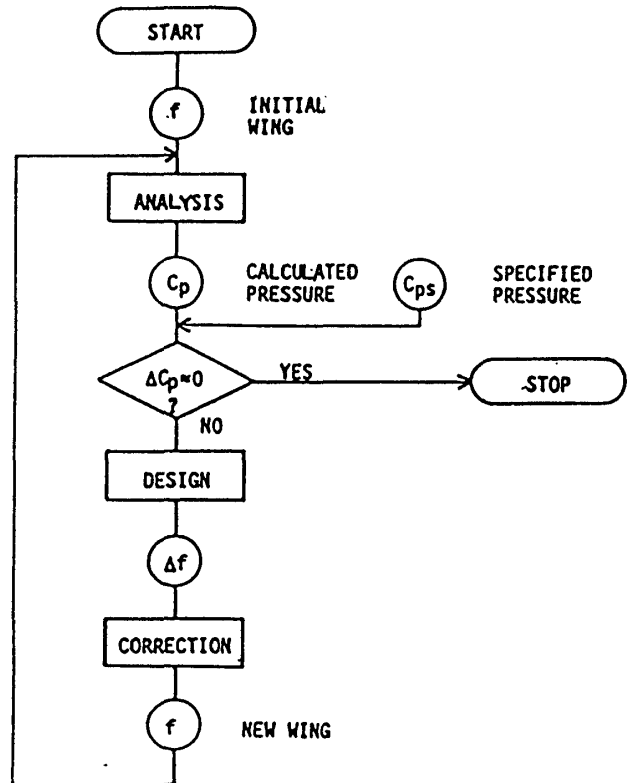 START
f
INITIAL
WING
ANALYSIS
Cp
CALCULATED
PRESSURE
Cps
SPECIFIED
PRESSURE
ΔCp≈0
?
YES
STOP
NO
DESIGN
Δf
CORRECTION
f
NEW WING